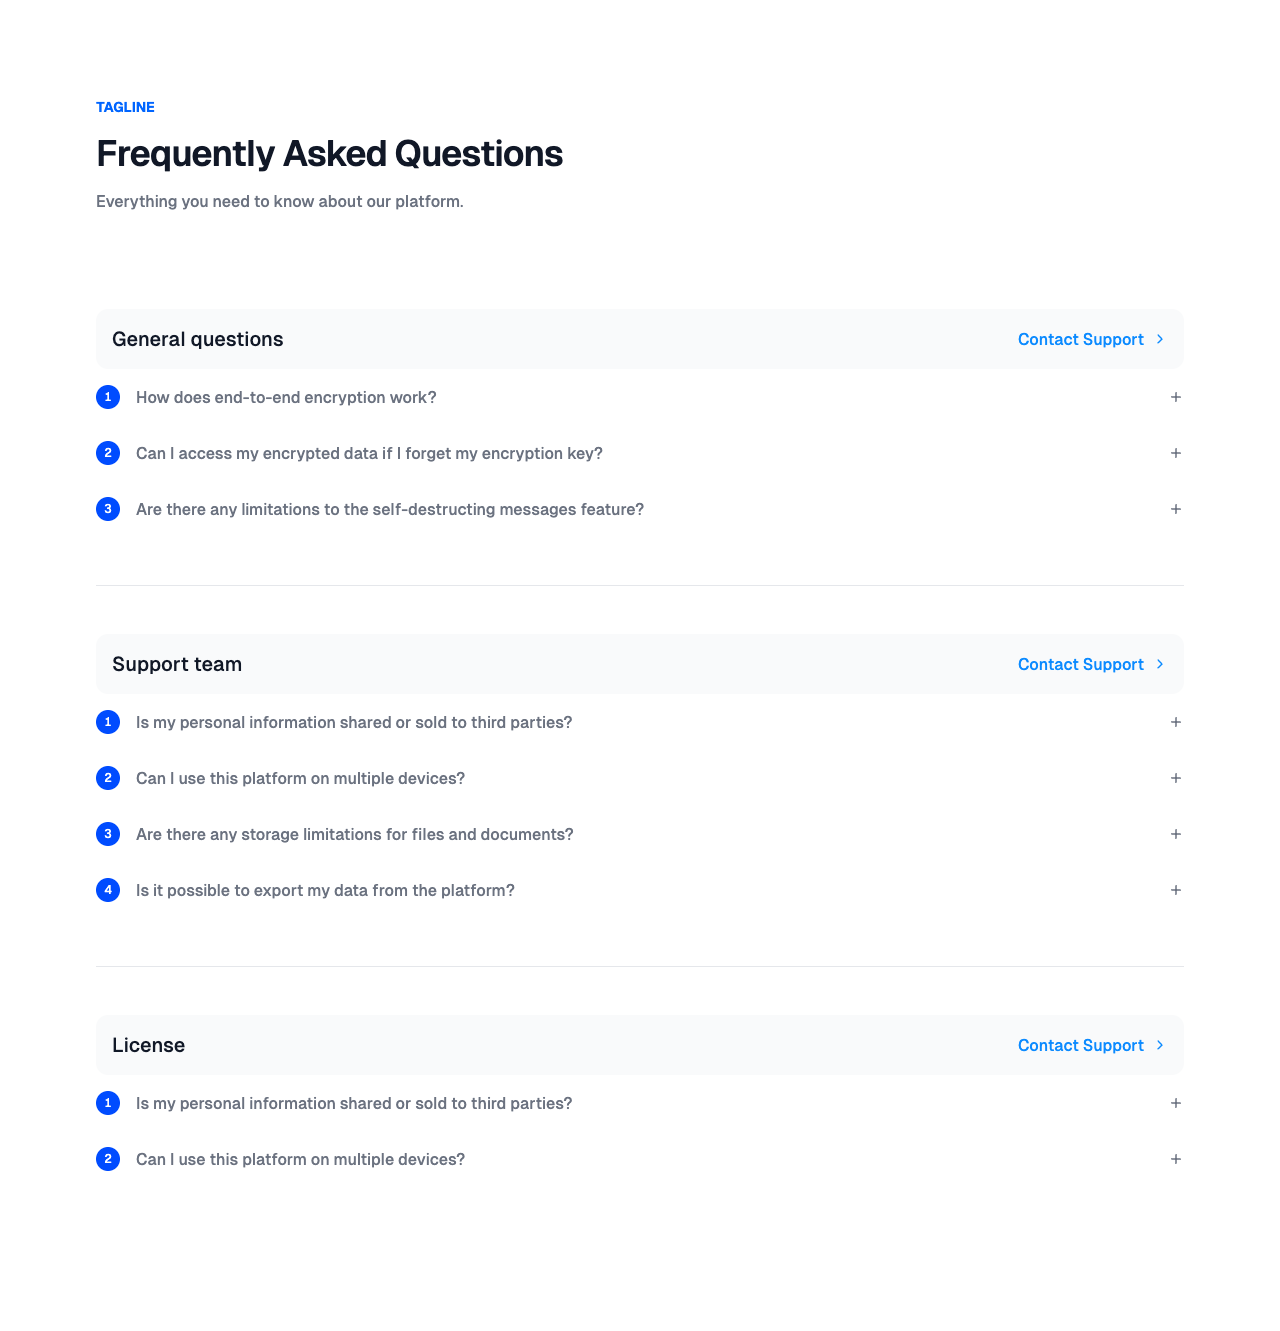 TAGLINE
Frequently Asked Questions
Everything you need to know about our platform.
General questions Contact Support
1 How does end-to-end encryption work?
2 Can I access my encrypted data if I forget my encryption key?
3 Are there any limitations to the self-destructing messages feature?
Support team Contact Support
1 Is my personal information shared or sold to third parties?
2 Can I use this platform on multiple devices?
3 Are there any storage limitations for files and documents?
4 Is it possible to export my data from the platform?
License Contact Support
1 Is my personal information shared or sold to third parties?
2 Can I use this platform on multiple devices?